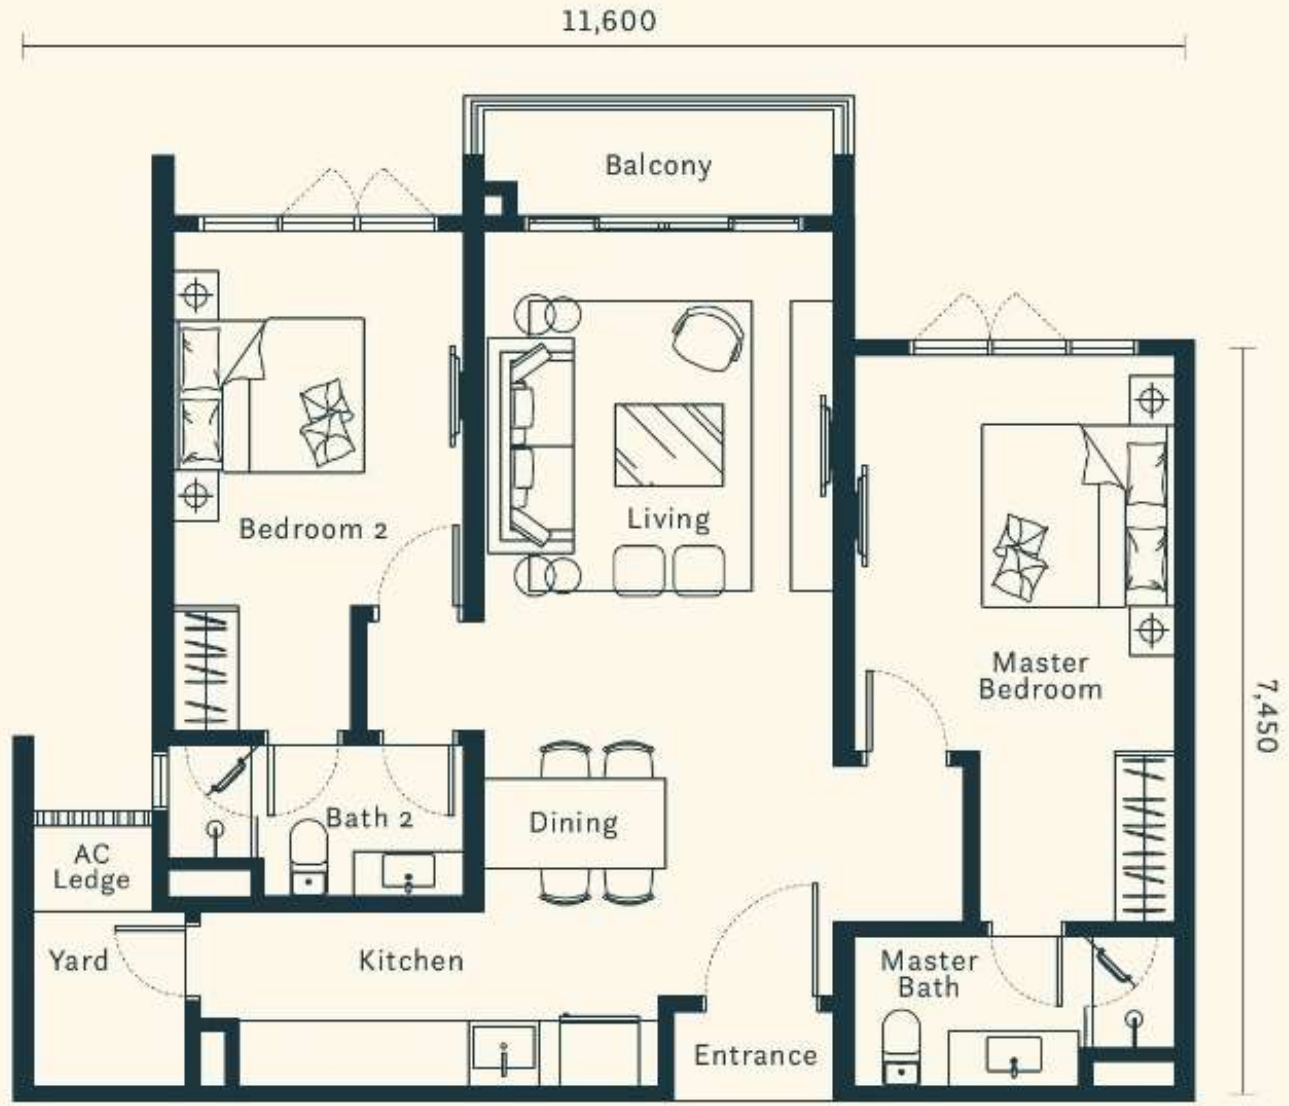 11,600
Balcony
Bedroom 2
Living
Master
Bedroom
7,450
Bath 2
Dining
AC
Ledge
Yard
Kitchen
Master
Bath
Entrance